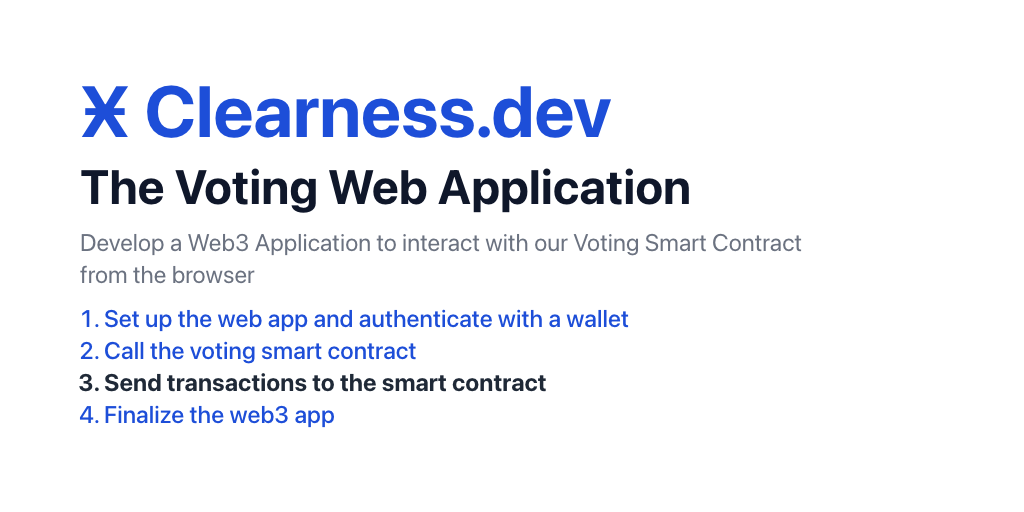 Ӿ Clearness.dev
The Voting Web Application
Develop a Web3 Application to interact with our Voting Smart Contract
from the browser
1. Set up the web app and authenticate with a wallet
2. Call the voting smart contract
3. Send transactions to the smart contract
4. Finalize the web3 app